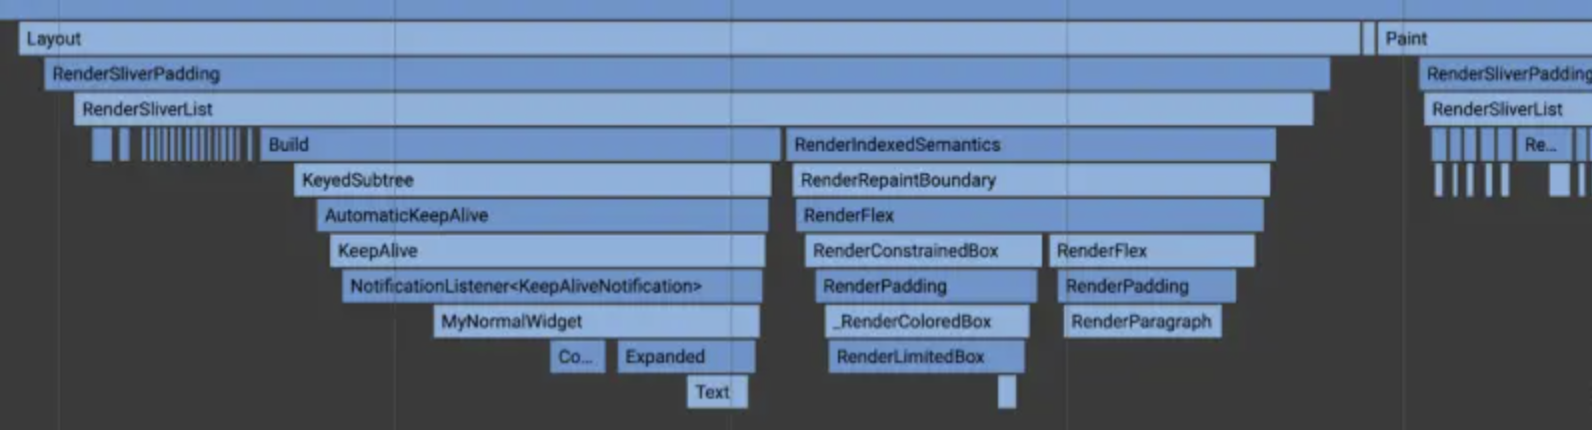 Layout Paint
RenderSliverPadding RenderSliverPadding
RenderSliverList RenderSliverList
Build RenderIndexedSemantics Re...
KeyedSubtree RenderRepaintBoundary
AutomaticKeepAlive RenderFlex
KeepAlive RenderConstrainedBox RenderFlex
NotificationListener<KeepAliveNotification> RenderPadding RenderPadding
MyNormalWidget _RenderColoredBox RenderParagraph
Co... Expanded RenderLimitedBox
Text